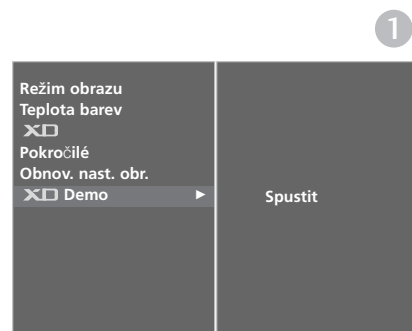 1
Režim obrazu
Teplota barev
XD
Pokročilé
Obnov. nast. obr.
XD Demo
Spustit